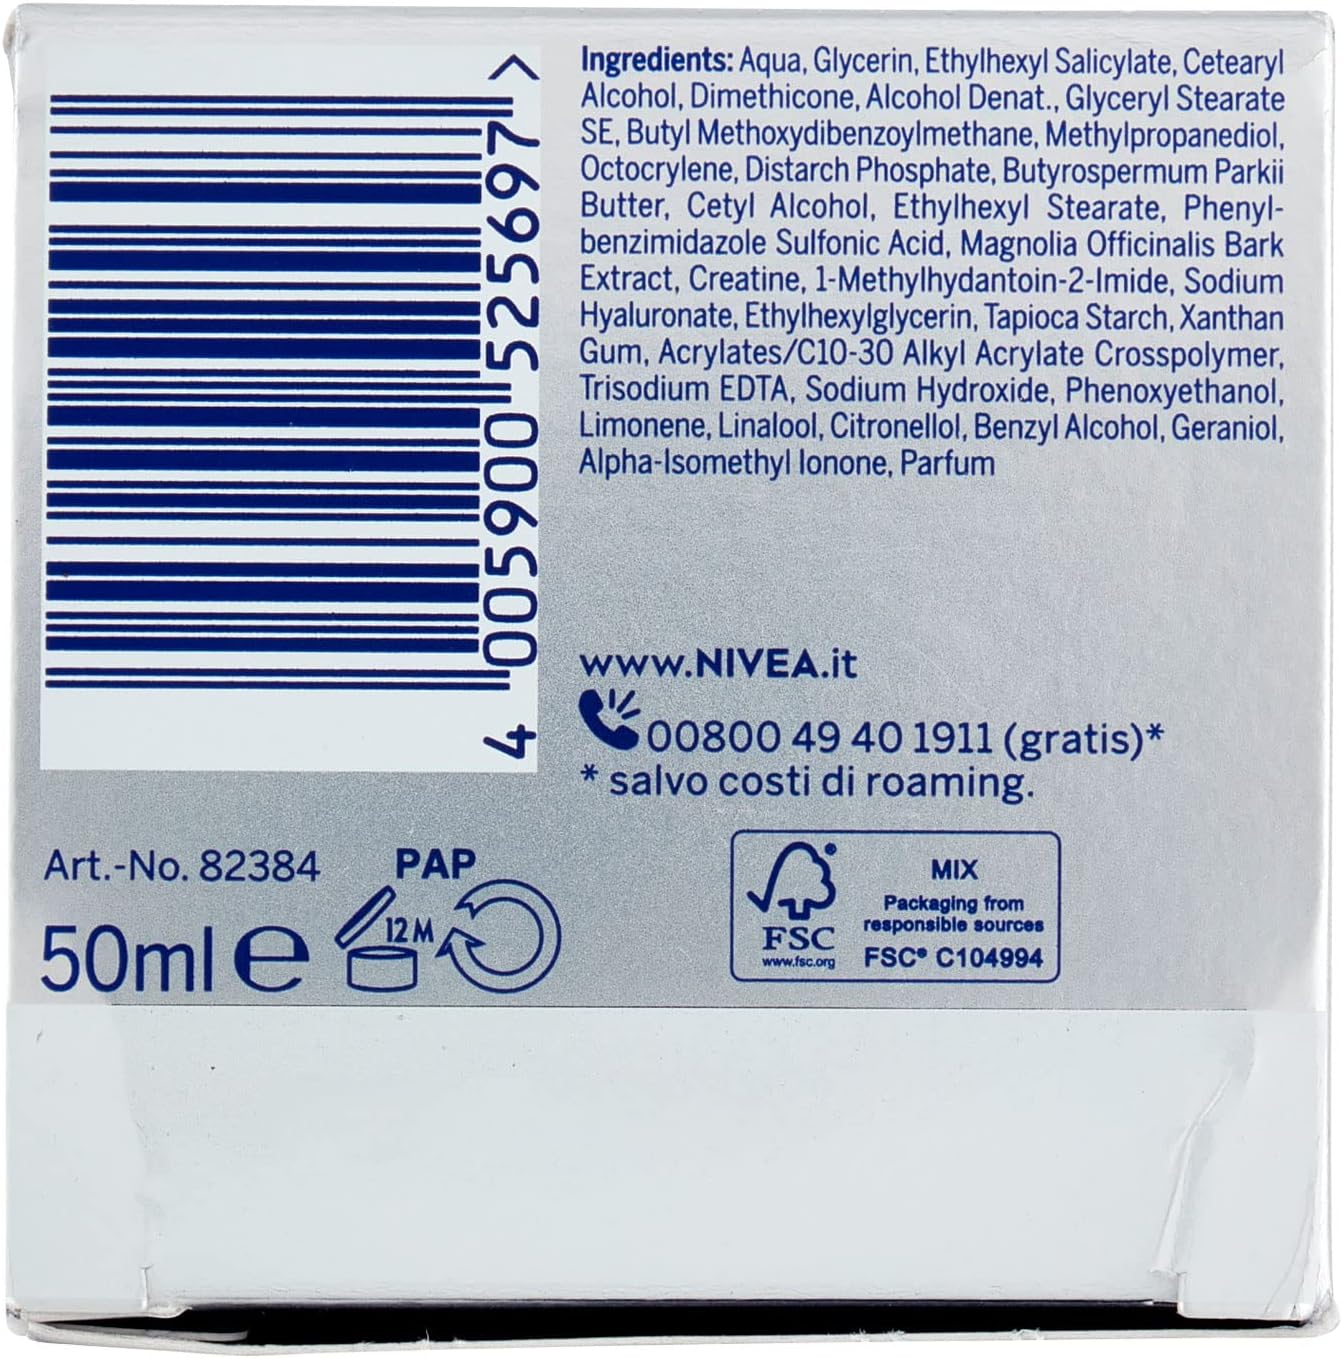 4 005900 525697 >
Ingredients: Aqua, Glycerin, Ethylhexyl Salicylate, Cetearyl
Alcohol, Dimethicone, Alcohol Denat., Glyceryl Stearate
SE, Butyl Methoxydibenzoylmethane, Methylpropanediol,
Octocrylene, Distarch Phosphate, Butyrospermum Parkii
Butter, Cetyl Alcohol, Ethylhexyl Stearate, Phenyl-
benzimidazole Sulfonic Acid, Magnolia Officinalis Bark
Extract, Creatine, 1-Methylhydantoin-2-Imide, Sodium
Hyaluronate, Ethylhexylglycerin, Tapioca Starch, Xanthan
Gum, Acrylates/C10-30 Alkyl Acrylate Crosspolymer,
Trisodium EDTA, Sodium Hydroxide, Phenoxyethanol,
Limonene, Linalool, Citronellol, Benzyl Alcohol, Geraniol,
Alpha-Isomethyl Ionone, Parfum
www.NIVEA.it
00800 49 40 1911 (gratis)*
* salvo costi di roaming.
Art.-No. 82384
PAP
50ml e
12M
FSC
www.fsc.org
MIX
Packaging from
responsible sources
FSC® C104994